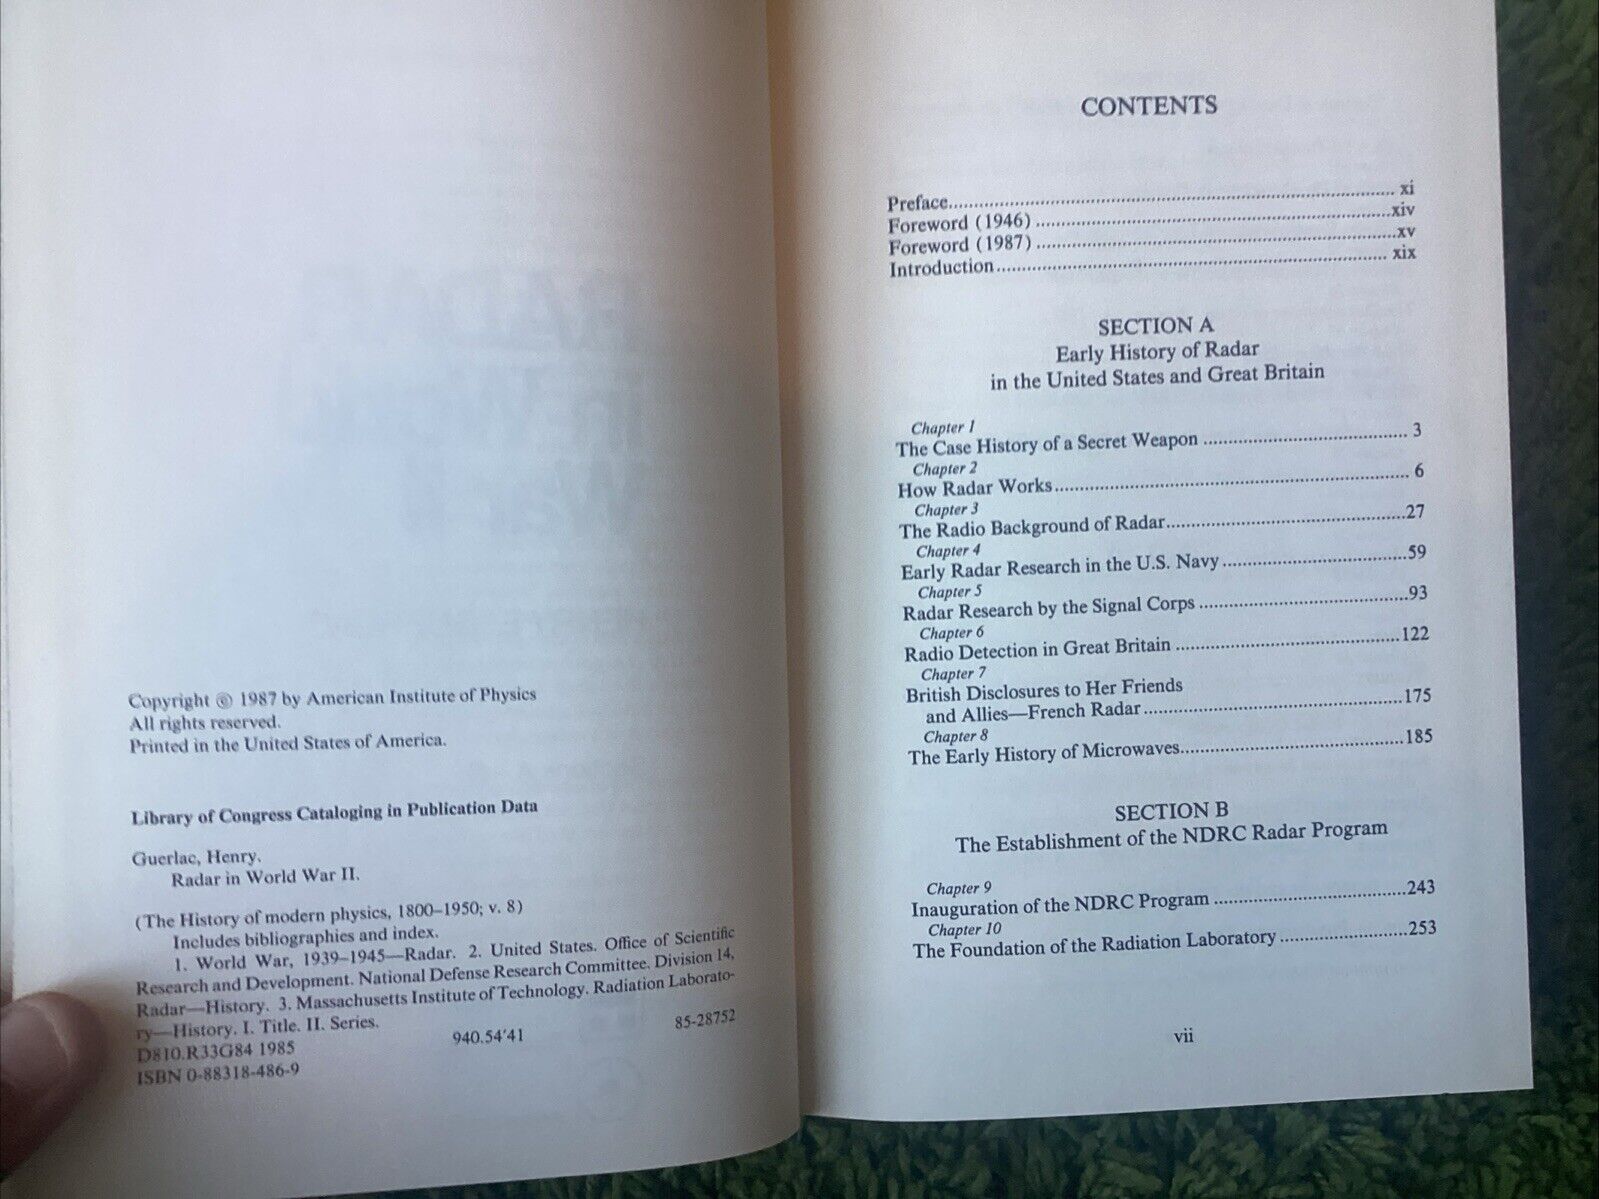 Copyright © 1987 by American Institute of Physics
All rights reserved.
Printed in the United States of America.
Library of Congress Cataloging in Publication Data
Guerlac, Henry.
Radar in World War II.
(The History of modern physics, 1800–1950; v. 8)
Includes bibliographies and index.
1. World War, 1939–1945—Radar. 2. United States. Office of Scientific
Research and Development. National Defense Research Committee. Division 14,
Radar—History. 3. Massachusetts Institute of Technology. Radiation Laborato-
ry—History. I. Title. II. Series.
D810.R33G84 1985 940.54'41 85-28752
ISBN 0-88318-486-9
CONTENTS
Preface.......... xi
Foreword (1946) ..........xiv
Foreword (1987) ..........xv
Introduction.......... xix
SECTION A
Early History of Radar
in the United States and Great Britain
Chapter 1
The Case History of a Secret Weapon .......... 3
Chapter 2
How Radar Works.......... 6
Chapter 3
The Radio Background of Radar..........27
Chapter 4
Early Radar Research in the U.S. Navy ..........59
Chapter 5
Radar Research by the Signal Corps ..........93
Chapter 6
Radio Detection in Great Britain ..........122
Chapter 7
British Disclosures to Her Friends
and Allies—French Radar ..........175
Chapter 8
The Early History of Microwaves..........185
SECTION B
The Establishment of the NDRC Radar Program
Chapter 9
Inauguration of the NDRC Program ..........243
Chapter 10
The Foundation of the Radiation Laboratory ..........253
vii